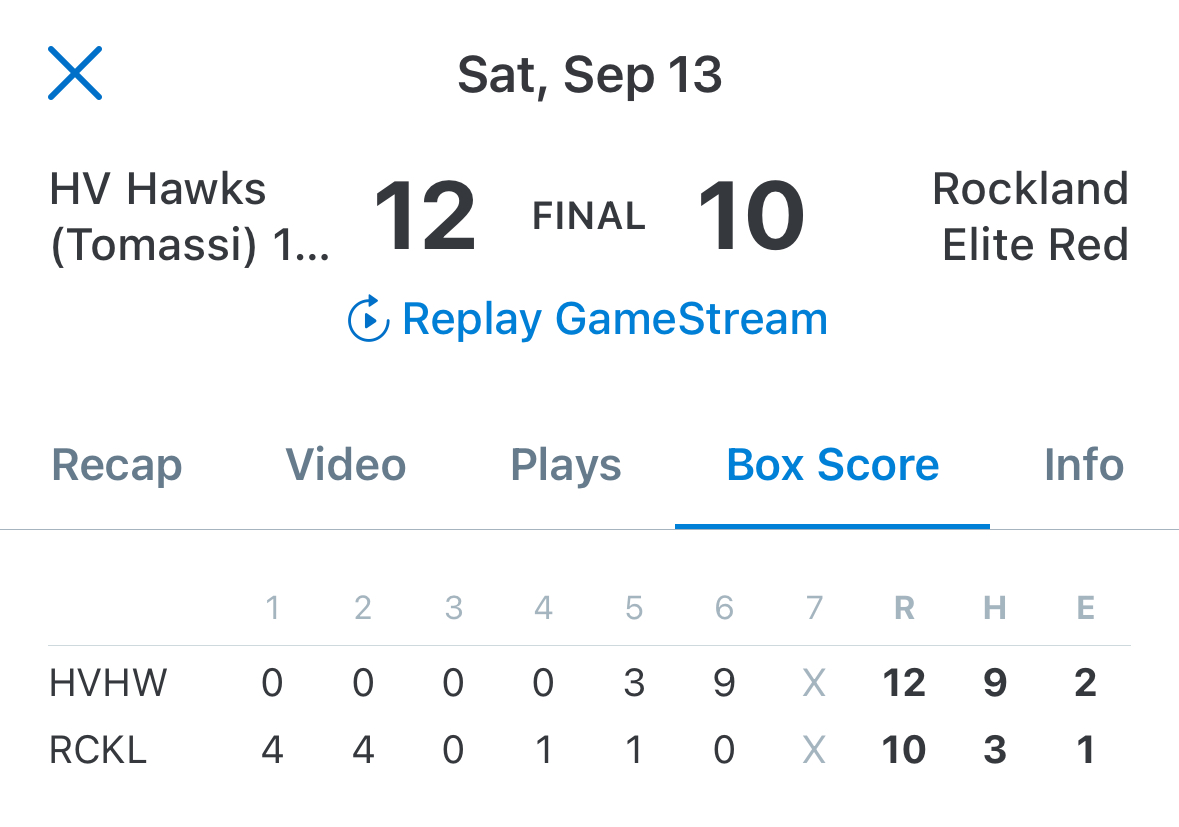 Sat, Sep 13
HV Hawks
(Tomassi) 1...
12 FINAL 10
Rockland
Elite Red
Replay GameStream
Recap Video Plays Box Score Info
1 2 3 4 5 6 7 R H E
HVHW 0 0 0 0 3 9 X 12 9 2
RCKL 4 4 0 1 1 0 X 10 3 1